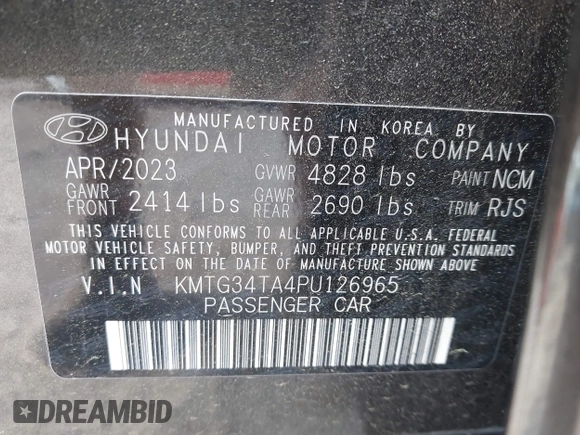 MANUFACTURED IN KOREA BY
HYUNDAI MOTOR COMPANY
APR/2023 GVWR 4828 lbs PAINT NCM
GAWR FRONT 2414 lbs GAWR REAR 2690 lbs TRIM RJS
THIS VEHICLE CONFORMS TO ALL APPLICABLE U.S.A. FEDERAL
MOTOR VEHICLE SAFETY, BUMPER, AND THEFT PREVENTION STANDARDS
IN EFFECT ON THE DATE OF MANUFACTURE SHOWN ABOVE.
V.I.N KMTG34TA4PU126965
PASSENGER CAR
DREAMBID